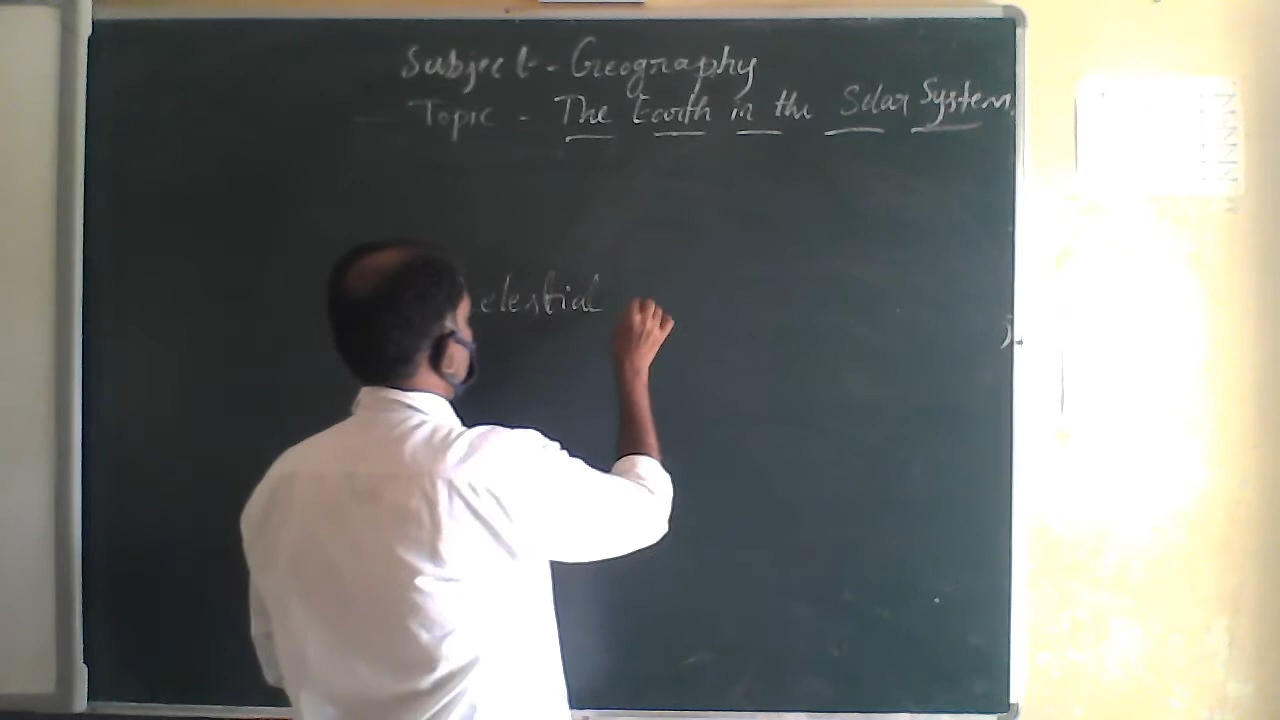 Subject - Geography
Topic - The Earth in the Solar System.
elestial